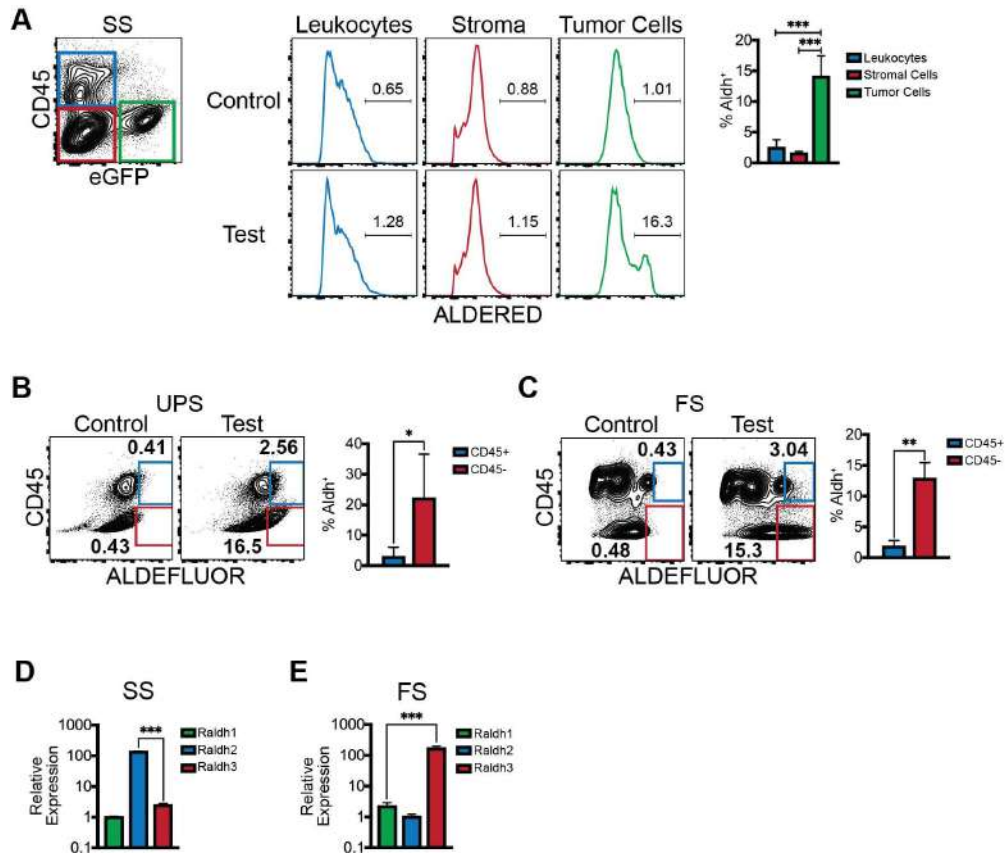 A
SS
CD45
eGFP
Leukocytes Stroma Tumor Cells
Control
0.65
0.88
1.01
Test
1.28
1.15
16.3
ALDERED
***
***
% Aldh+
20
15
10
5
0
Leukocytes
Stromal Cells
Tumor Cells
B
UPS
Control Test
CD45
0.41
2.56
0.43
16.5
ALDEFLUOR
*
% Aldh+
40
30
20
10
0
CD45+
CD45-
C
FS
Control Test
CD45
0.43
3.04
0.48
15.3
ALDEFLUOR
**
% Aldh+
20
15
10
5
0
CD45+
CD45-
D
SS
Relative
Expression
1000
100
10
1
0.1
***
Raldh1
Raldh2
Raldh3
E
FS
Relative
Expression
1000
100
10
1
0.1
***
Raldh1
Raldh2
Raldh3